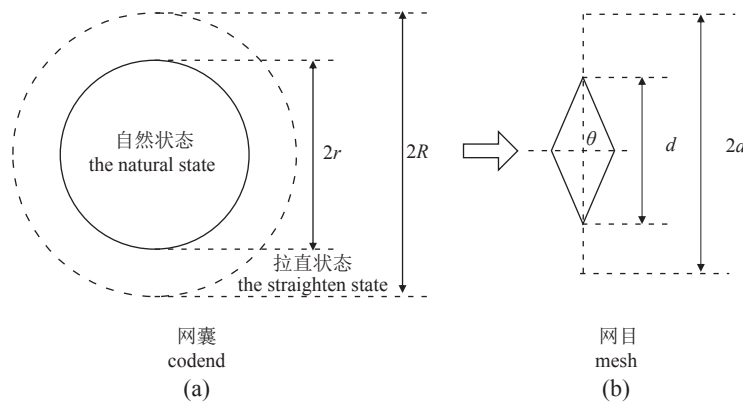 自然状态
the natural state
2r
2R
拉直状态
the straighten state
网囊
codend
(a)
θ
d
2a
网目
mesh
(b)